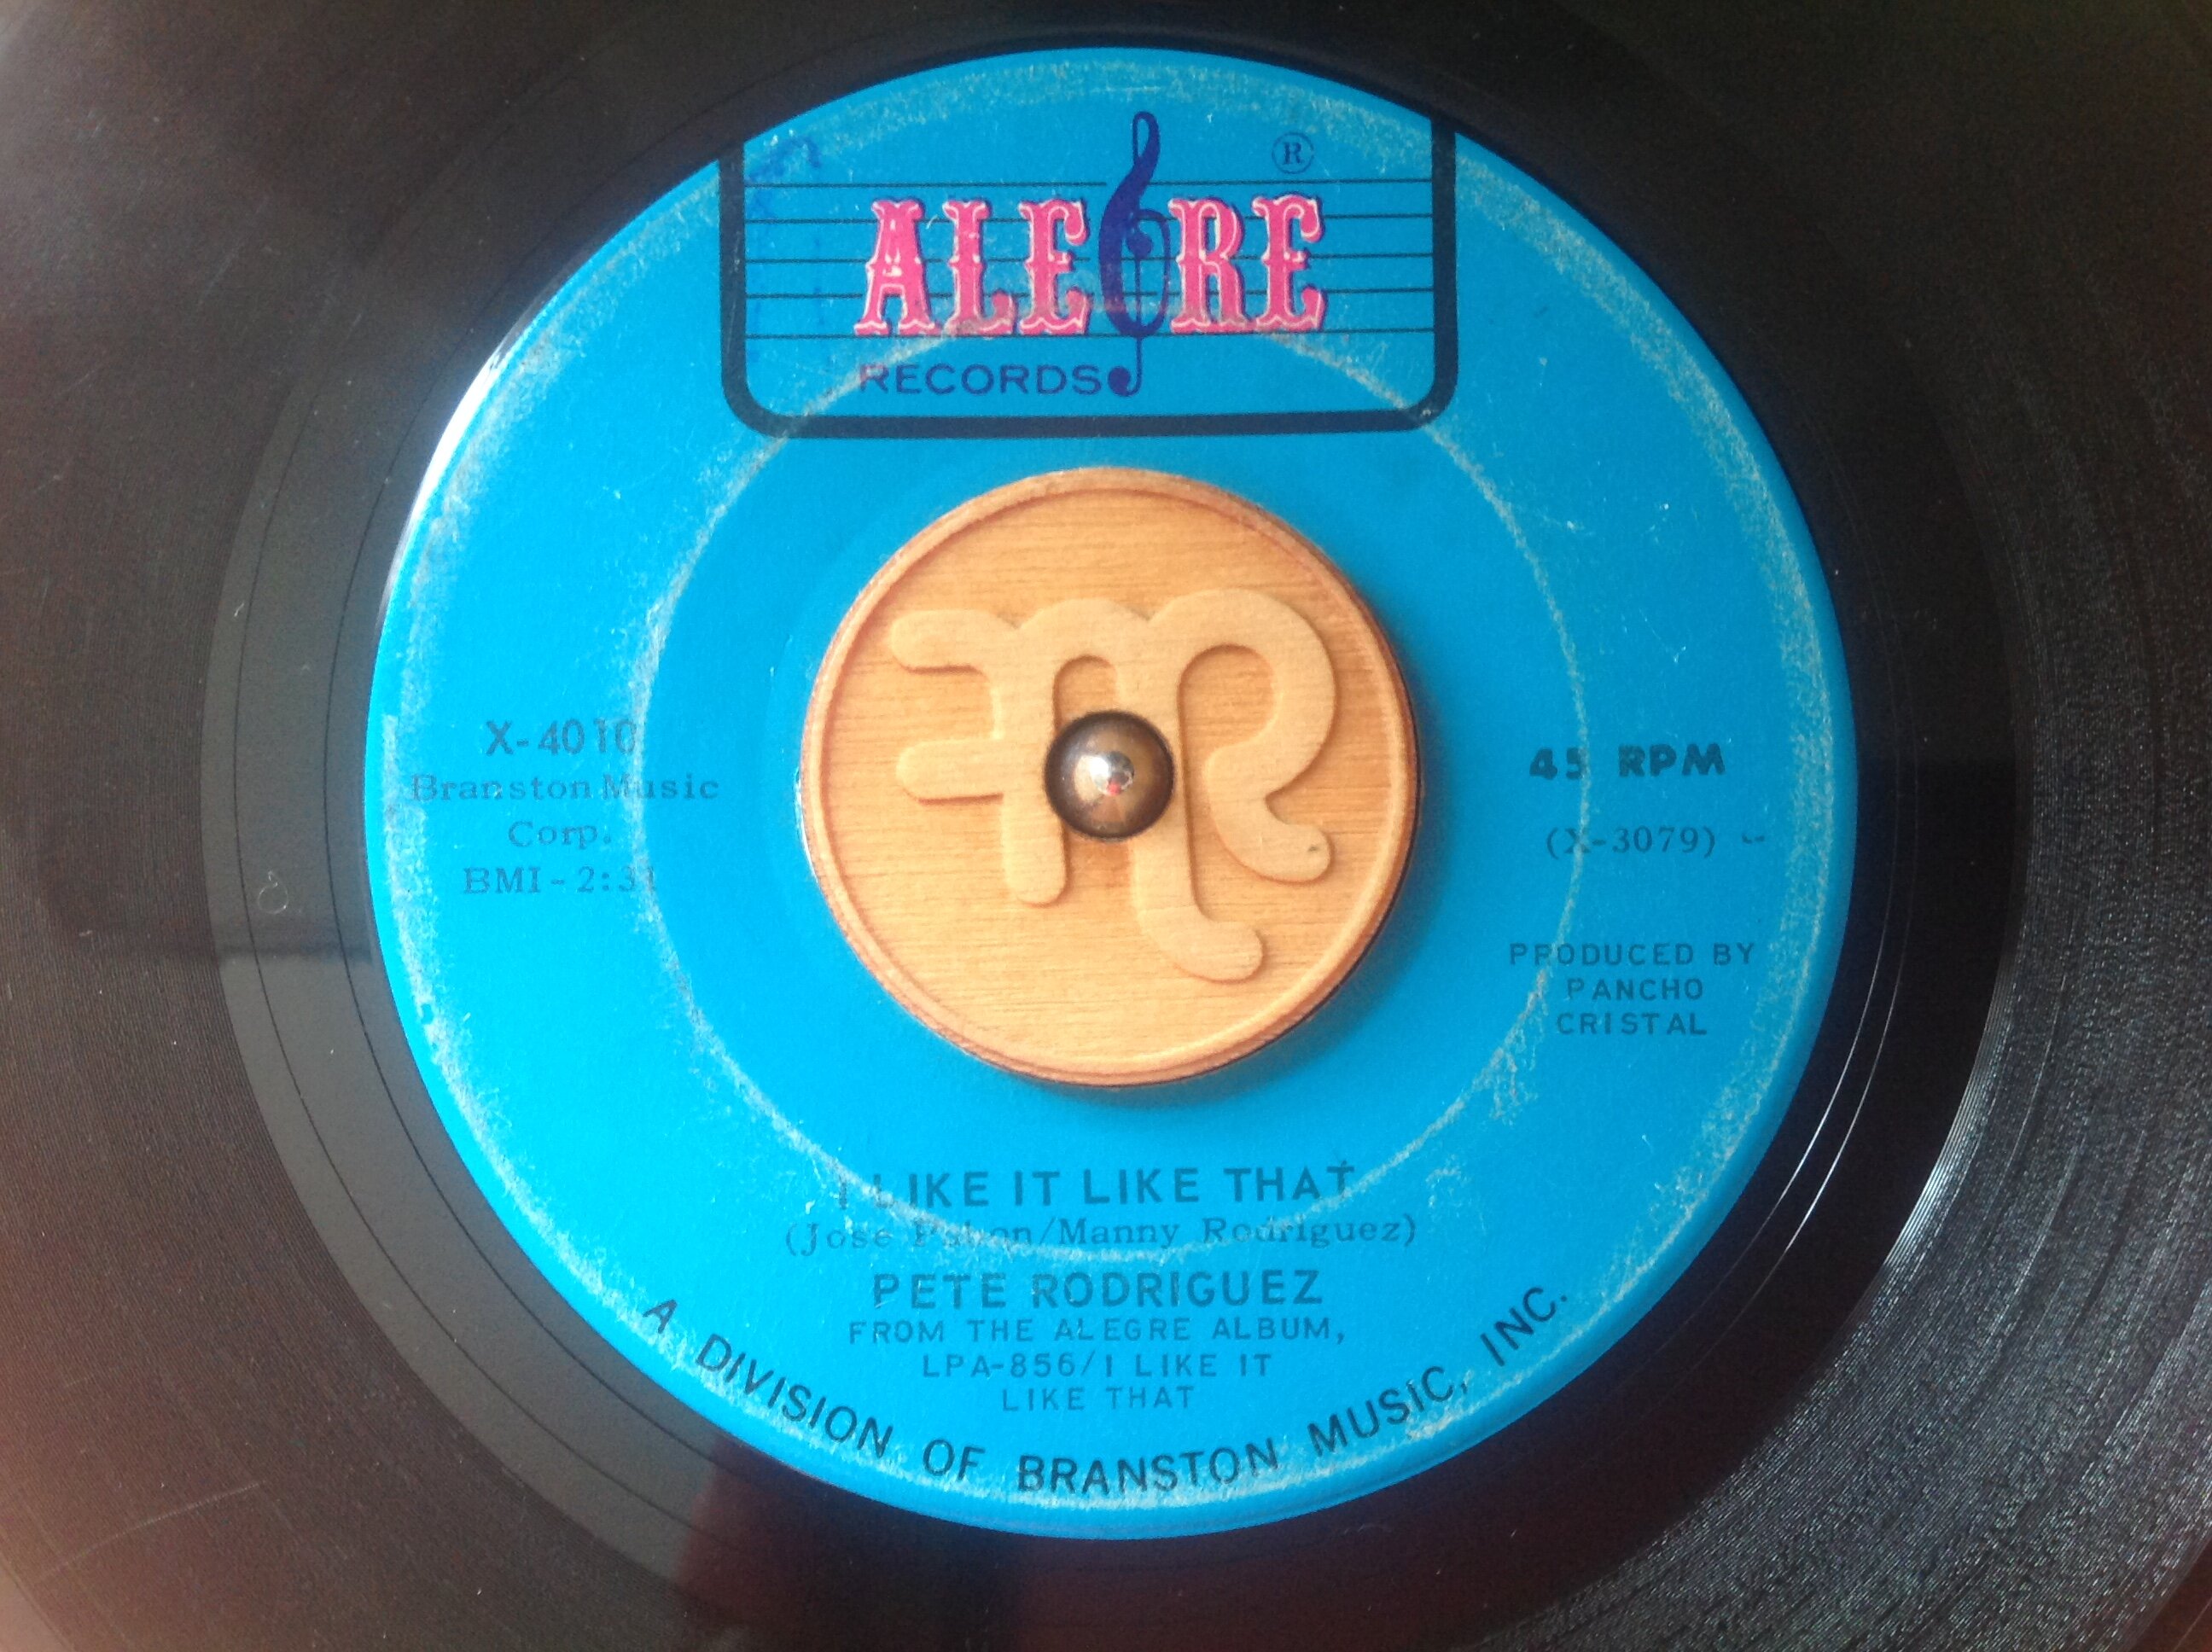 ALEGRE ®
RECORDS
X-4010
Branston Music
Corp.
BMI-2:31
45 RPM
(X-3079)
PRODUCED BY
PANCHO
CRISTAL
I LIKE IT LIKE THAT
(Jose Pabon/Manny Rodriguez)
PETE RODRIGUEZ
FROM THE ALEGRE ALBUM,
LPA-856/I LIKE IT
LIKE THAT
A DIVISION OF BRANSTON MUSIC, INC.